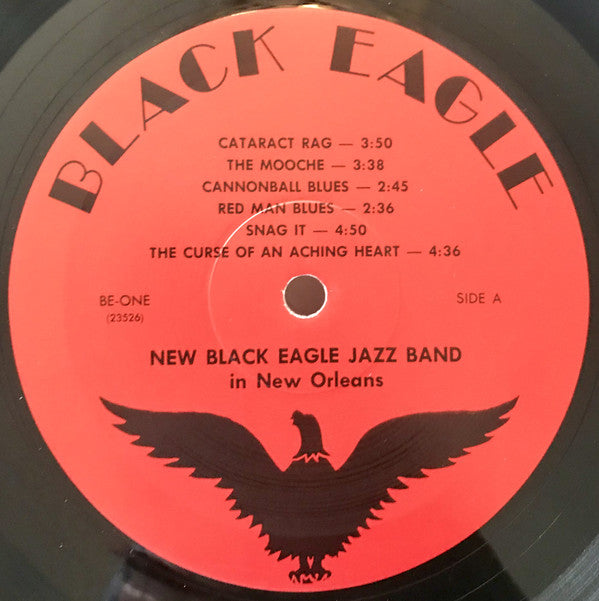 BLACK EAGLE
CATARACT RAG — 3:50
THE MOOCHE — 3:38
CANNONBALL BLUES — 2:45
RED MAN BLUES — 2:36
SNAG IT — 4:50
THE CURSE OF AN ACHING HEART — 4:36
BE-ONE
(23526)
SIDE A
NEW BLACK EAGLE JAZZ BAND
in New Orleans